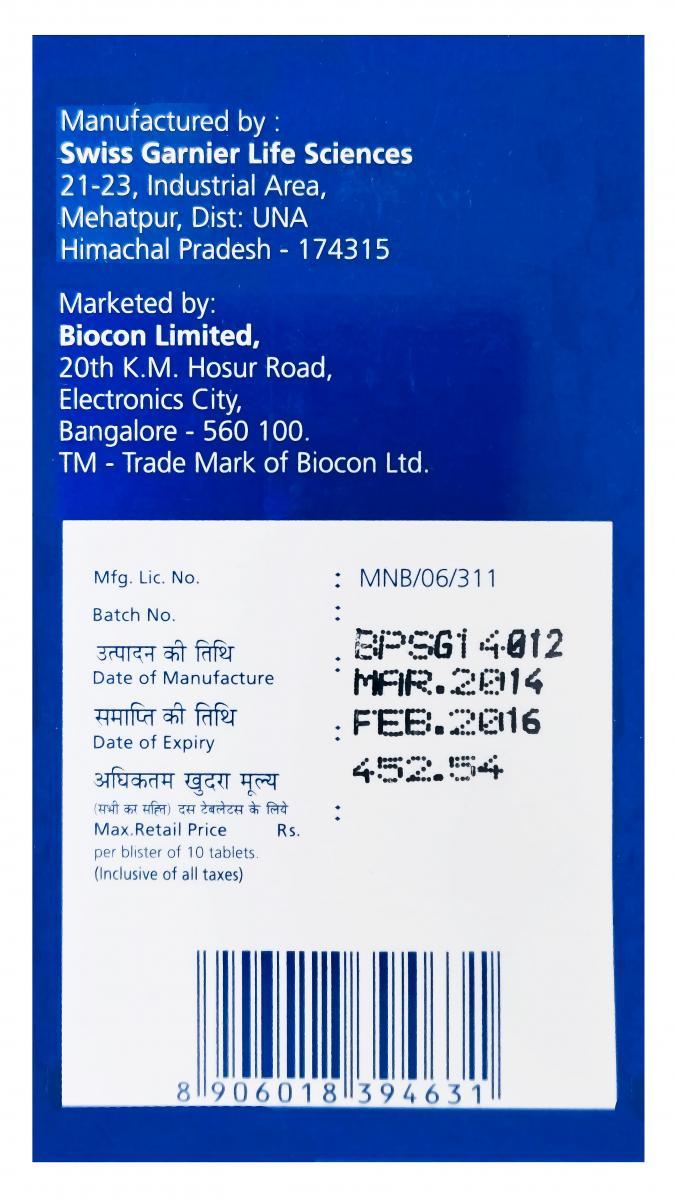 Manufactured by :
Swiss Garnier Life Sciences
21-23, Industrial Area,
Mehatpur, Dist: UNA
Himachal Pradesh - 174315
Marketed by:
Biocon Limited,
20th K.M. Hosur Road,
Electronics City,
Bangalore - 560 100.
TM - Trade Mark of Biocon Ltd.
Mfg. Lic. No. : MNB/06/311
Batch No. : BPSG14012
उत्पादन की तिथि
Date of Manufacture : MAR.2014
समाप्ति की तिथि
Date of Expiry : FEB.2016
अधिकतम खुदरा मूल्य 452.54
(सभी कर सहित) दस टेबलेटस के लिये :
Max.Retail Price Rs.
per blister of 10 tablets.
(Inclusive of all taxes)
8 906018 394631